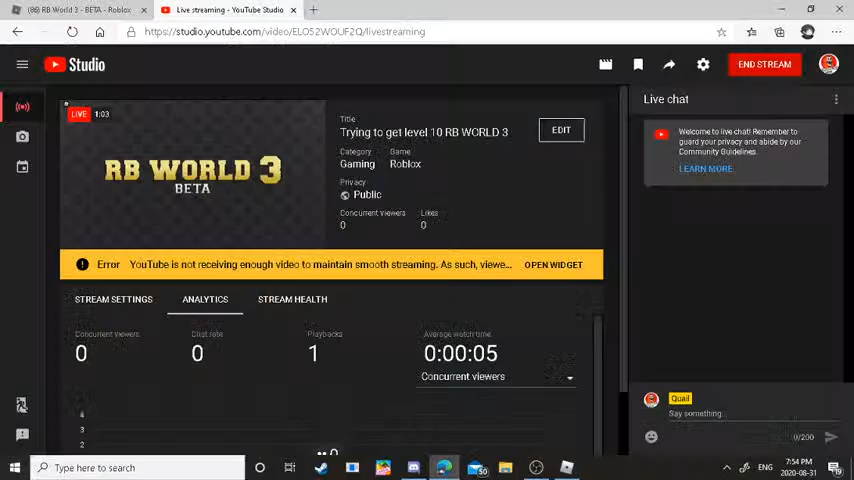 (86) RB World 3 - BETA - Roblox
Live streaming - YouTube Studio
https://studio.youtube.com/video/ELO52WOUF2Q/livestreaming
Studio
END STREAM
LIVE 1:03
RB WORLD 3
BETA
Title
Trying to get level 10 RB WORLD 3
EDIT
Category Game
Gaming Roblox
Privacy
Public
Concurrent viewers Likes
0 0
Live chat
Welcome to live chat! Remember to
guard your privacy and abide by our
Community Guidelines.
LEARN MORE
Error YouTube is not receiving enough video to maintain smooth streaming. As such, viewe... OPEN WIDGET
STREAM SETTINGS ANALYTICS STREAM HEALTH
Concurrent viewers Chat rate Playbacks Average watch time
0 0 1 0:00:05
Concurrent viewers
4
3
2
Quail
Say something...
0/200
Type here to search
50
ENG
7:54 PM
2020-08-31
19